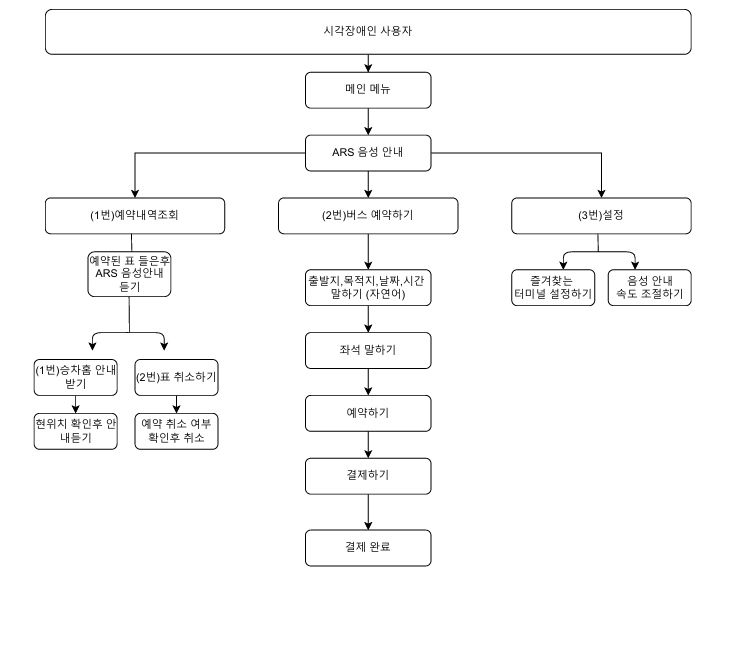 시각장애인 사용자
메인 메뉴
ARS 음성 안내
(1번)예약내역조회
(2번)버스 예약하기
(3번)설정
예약된 표 들은후
ARS 음성안내
듣기
출발지,목적지,날짜,시간
말하기 (자연어)
즐겨찾는
터미널 설정하기
음성 안내
속도 조절하기
좌석 말하기
(1번)승차홈 안내
받기
(2번)표 취소하기
예약하기
현위치 확인후 안
내듣기
예약 취소 여부
확인후 취소
결제하기
결제 완료